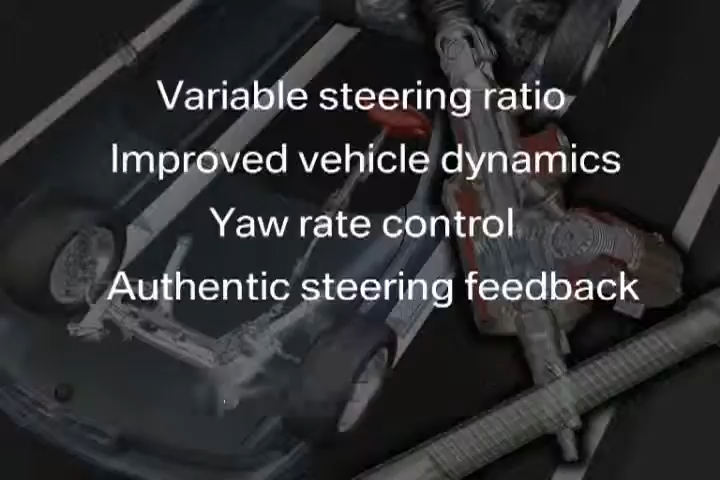 Variable steering ratio
Improved vehicle dynamics
Yaw rate control
Authentic steering feedback